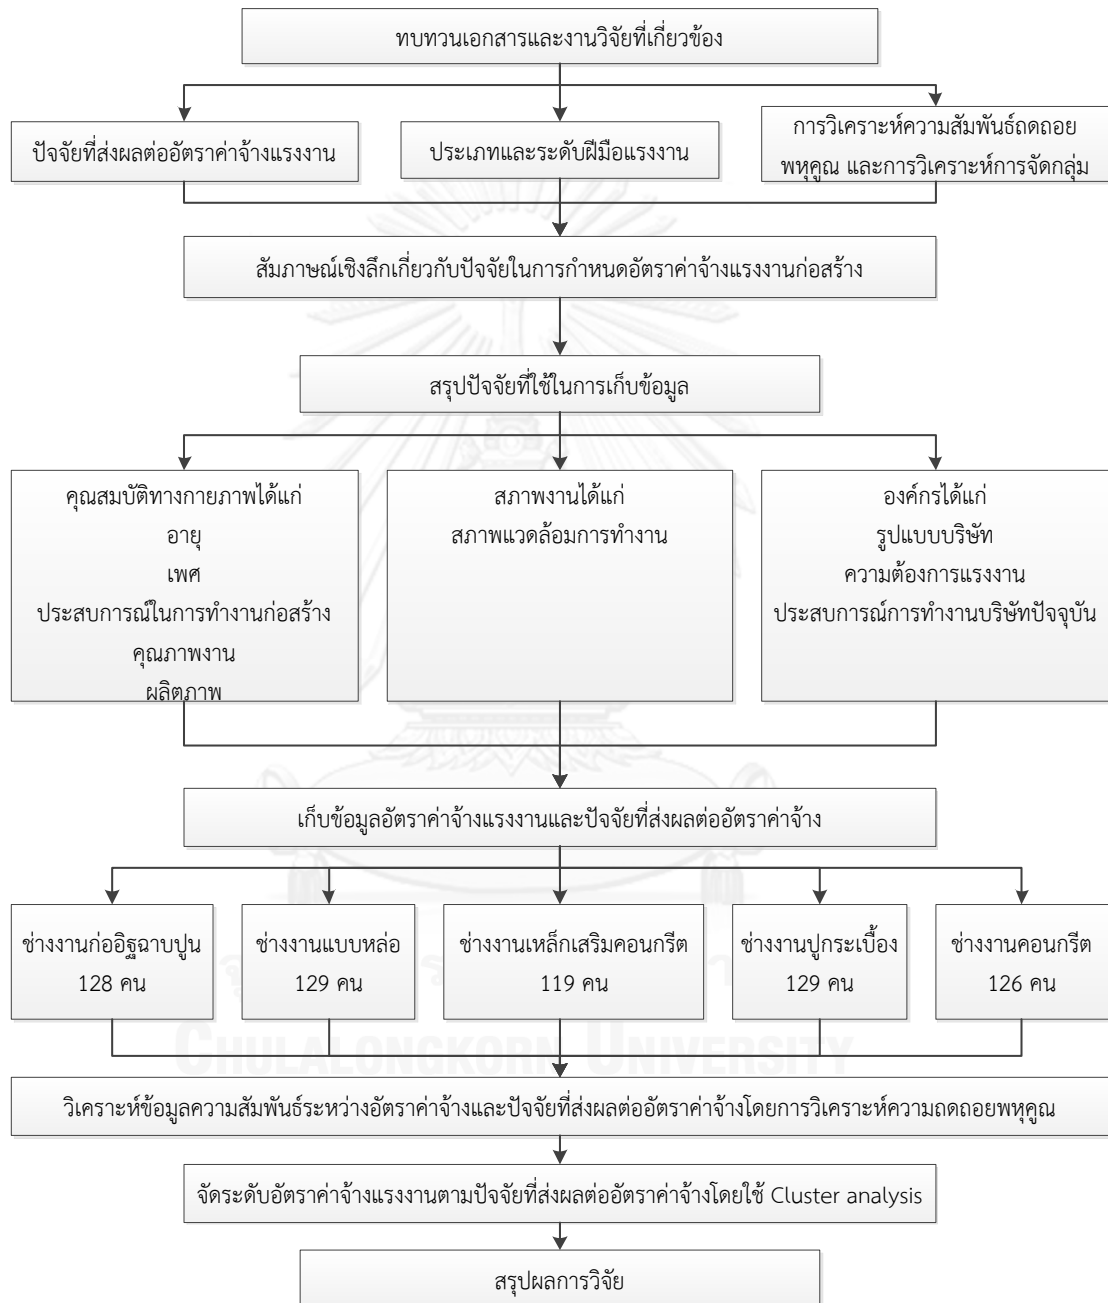 ทบทวนเอกสารและงานวิจัยที่เกี่ยวข้อง
ปัจจัยที่ส่งผลต่ออัตราค่าจ้างแรงงาน
ประเภทและระดับฝีมือแรงงาน
การวิเคราะห์ความสัมพันธ์ถดถอย
พหุคูณ และการวิเคราะห์การจัดกลุ่ม
สัมภาษณ์เชิงลึกเกี่ยวกับปัจจัยในการกำหนดอัตราค่าจ้างแรงงานก่อสร้าง
สรุปปัจจัยที่ใช้ในการเก็บข้อมูล
คุณสมบัติทางกายภาพได้แก่
อายุ
เพศ
ประสบการณ์ในการทำงานก่อสร้าง
คุณภาพงาน
ผลิตภาพ
สภาพงานได้แก่
สภาพแวดล้อมการทำงาน
องค์กรได้แก่
รูปแบบบริษัท
ความต้องการแรงงาน
ประสบการณ์การทำงานบริษัทปัจจุบัน
เก็บข้อมูลอัตราค่าจ้างแรงงานและปัจจัยที่ส่งผลต่ออัตราค่าจ้าง
ช่างงานก่ออิฐฉาบปูน
128 คน
ช่างงานแบบหล่อ
129 คน
ช่างงานเหล็กเสริมคอนกรีต
119 คน
ช่างงานปูกระเบื้อง
129 คน
ช่างงานคอนกรีต
126 คน
CHULALONGKORN UNIVERSITY
วิเคราะห์ข้อมูลความสัมพันธ์ระหว่างอัตราค่าจ้างและปัจจัยที่ส่งผลต่ออัตราค่าจ้างโดยการวิเคราะห์ความถดถอยพหุคูณ
จัดระดับอัตราค่าจ้างแรงงานตามปัจจัยที่ส่งผลต่ออัตราค่าจ้างโดยใช้ Cluster analysis
สรุปผลการวิจัย